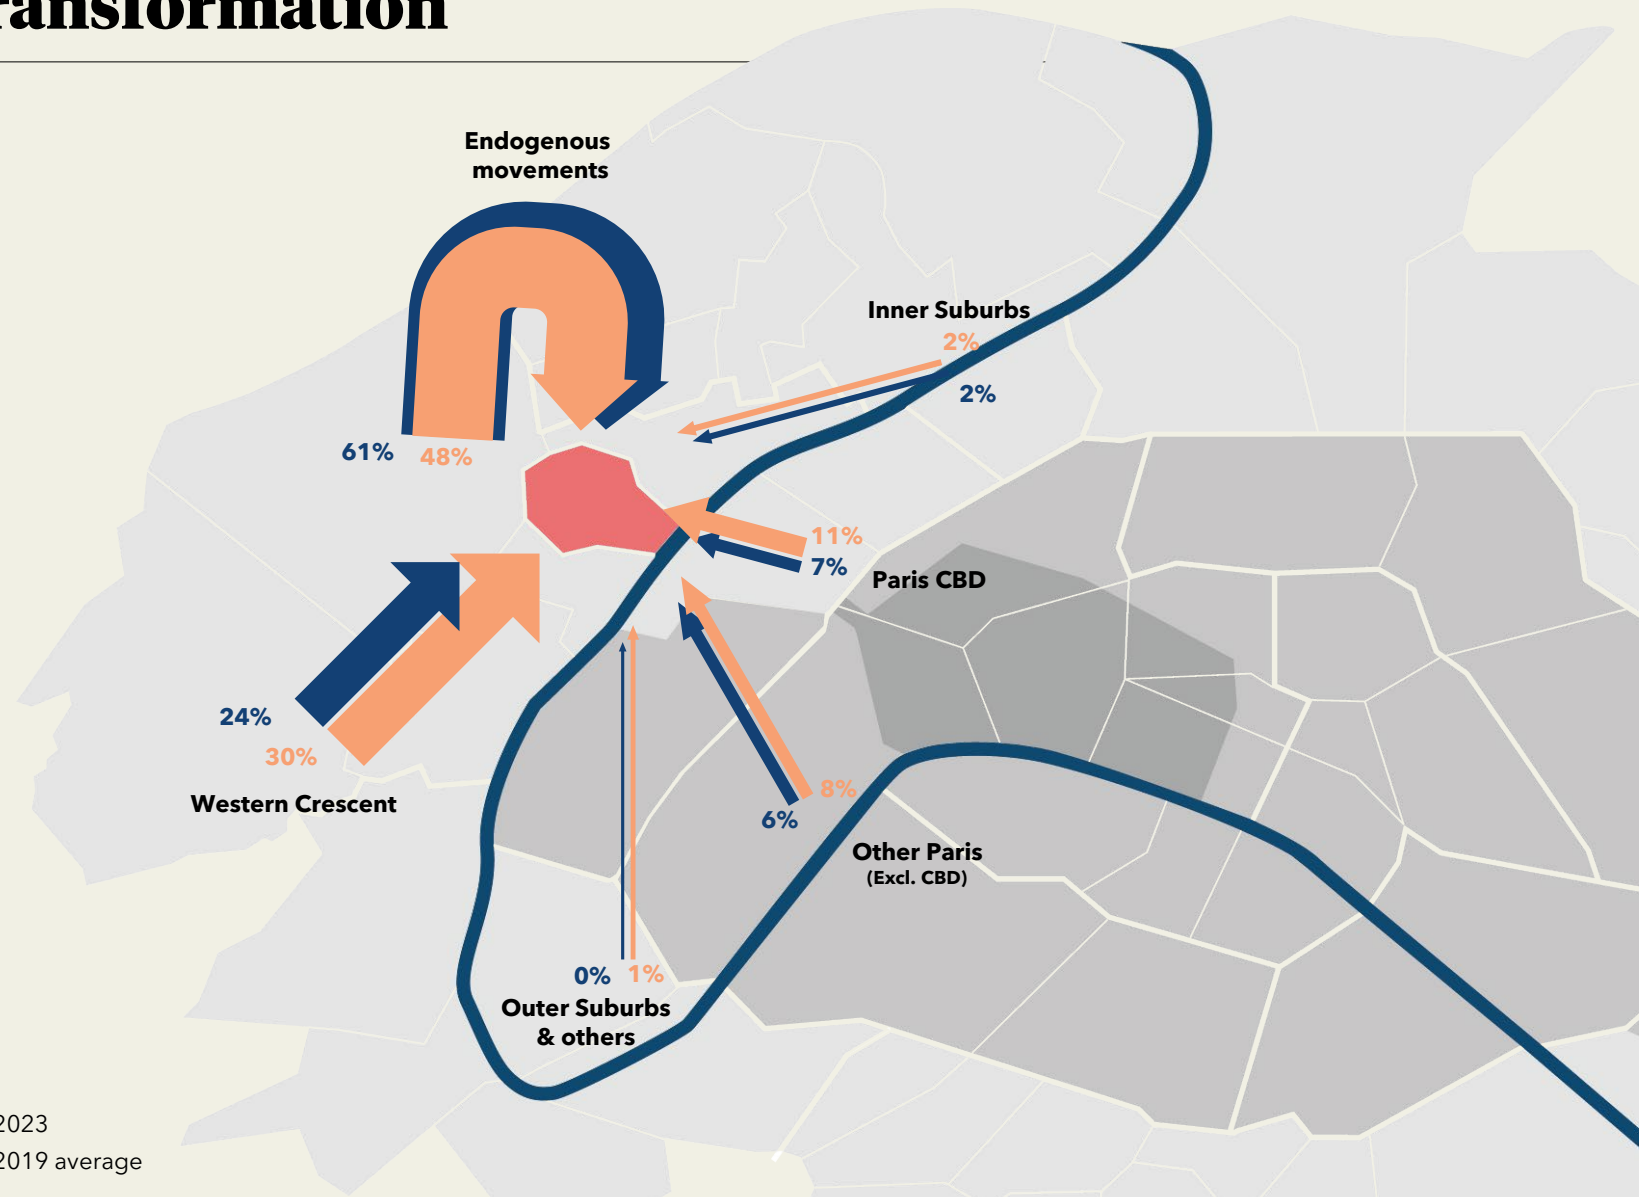 Endogenous
movements
Inner Suburbs
2%
2%
61%
48%
11%
7%
Paris CBD
24%
30%
Western Crescent
8%
6%
Other Paris
(Excl. CBD)
0%
1%
Outer Suburbs
& others
2023
2019 average